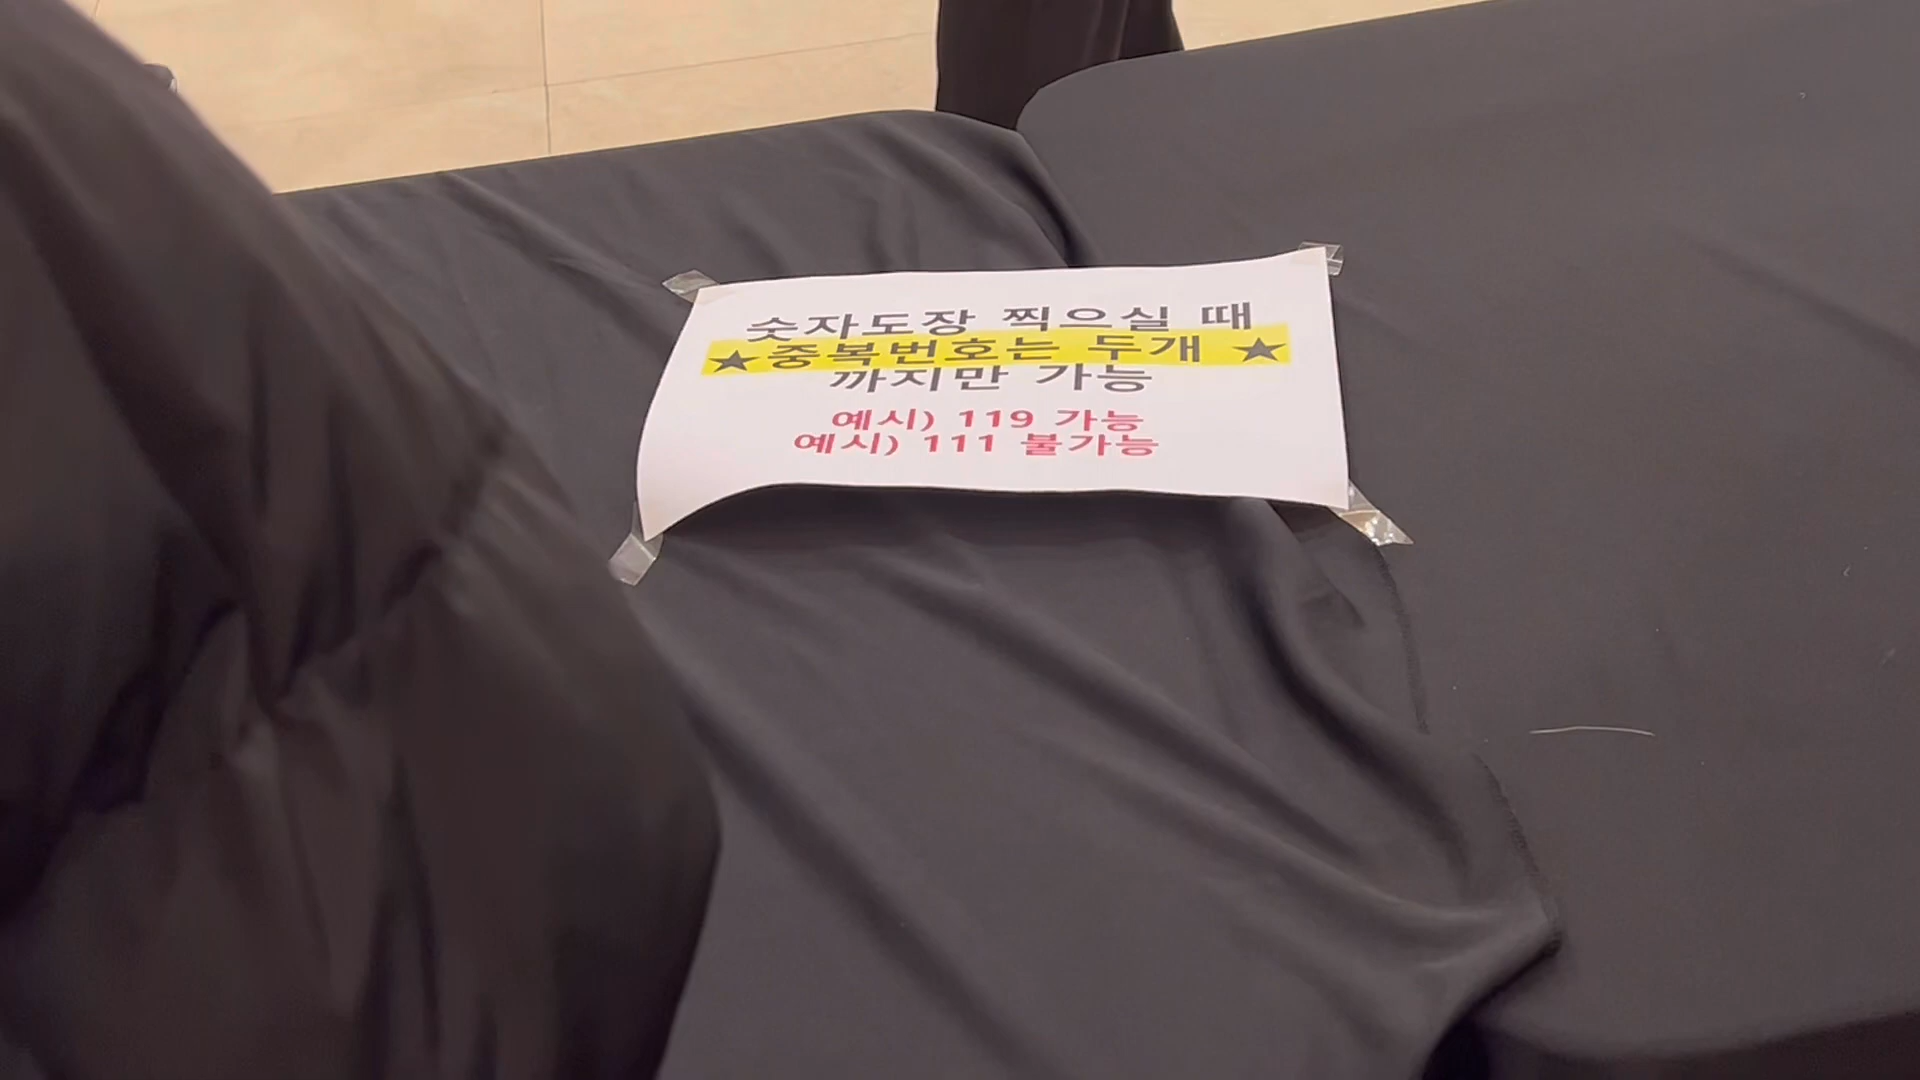 숫자도장 찍으실 때
★중복번호는 두개 ★
까지만 가능
예시) 119 가능
예시) 111 불가능